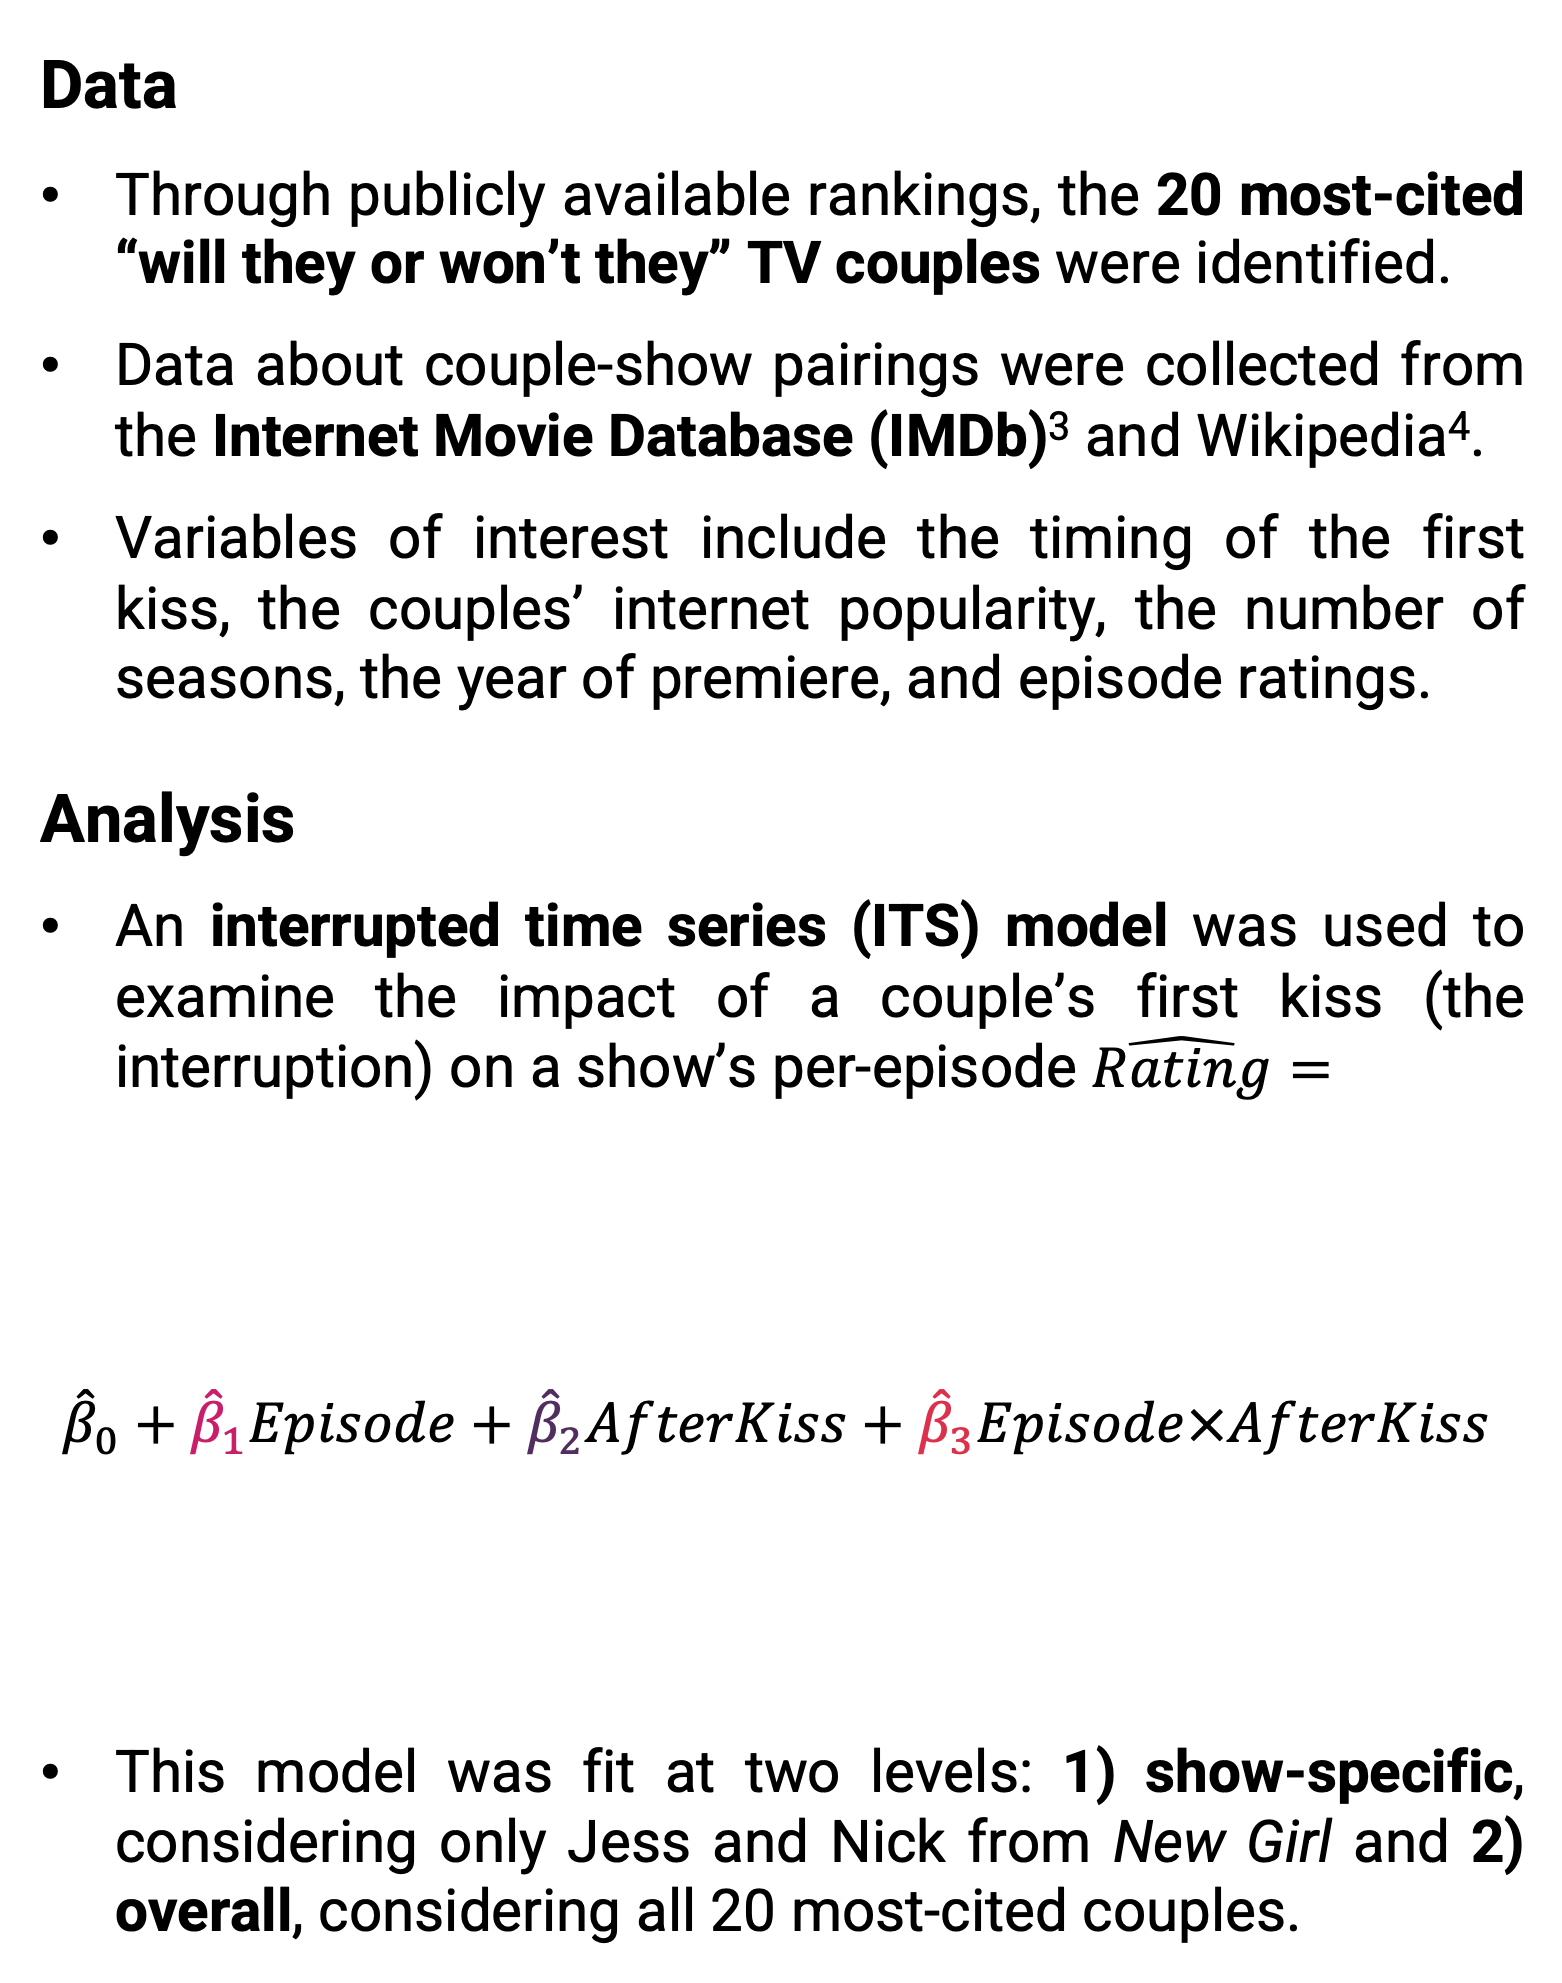 Data
• Through publicly available rankings, the 20 most-cited
“will they or won’t they” TV couples were identified.
• Data about couple-show pairings were collected from
the Internet Movie Database (IMDb)³ and Wikipedia⁴.
• Variables of interest include the timing of the first
kiss, the couples’ internet popularity, the number of
seasons, the year of premiere, and episode ratings.
Analysis
• An interrupted time series (ITS) model was used to
examine the impact of a couple’s first kiss (the
interruption) on a show’s per-episode \widehat{Rating} =
β̂₀ + β̂₁Episode + β̂₂AfterKiss + β̂₃Episode×AfterKiss
• This model was fit at two levels: 1) show-specific,
considering only Jess and Nick from New Girl and 2)
overall, considering all 20 most-cited couples.